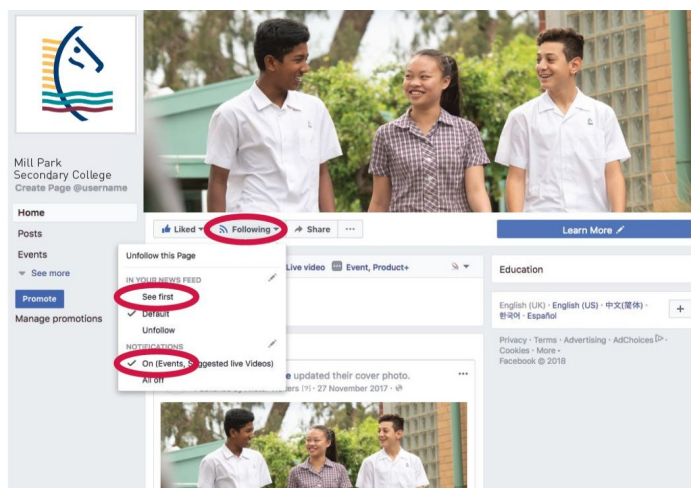 Mill Park
Secondary College
Create Page @username
Home
Posts
Events
See more
Promote
Manage promotions
Liked
Following
Share
Learn More
Unfollow this Page
IN YOUR NEWS FEED
See first
Default
Unfollow
NOTIFICATIONS
On (Events, Suggested live Videos)
All off
Live video
Event, Product+
updated their cover photo.
27 November 2017 ·
Education
English (UK) · English (US) · 中文(简体) ·
한국어 · Español
Privacy · Terms · Advertising · AdChoices ·
Cookies · More ·
Facebook © 2018